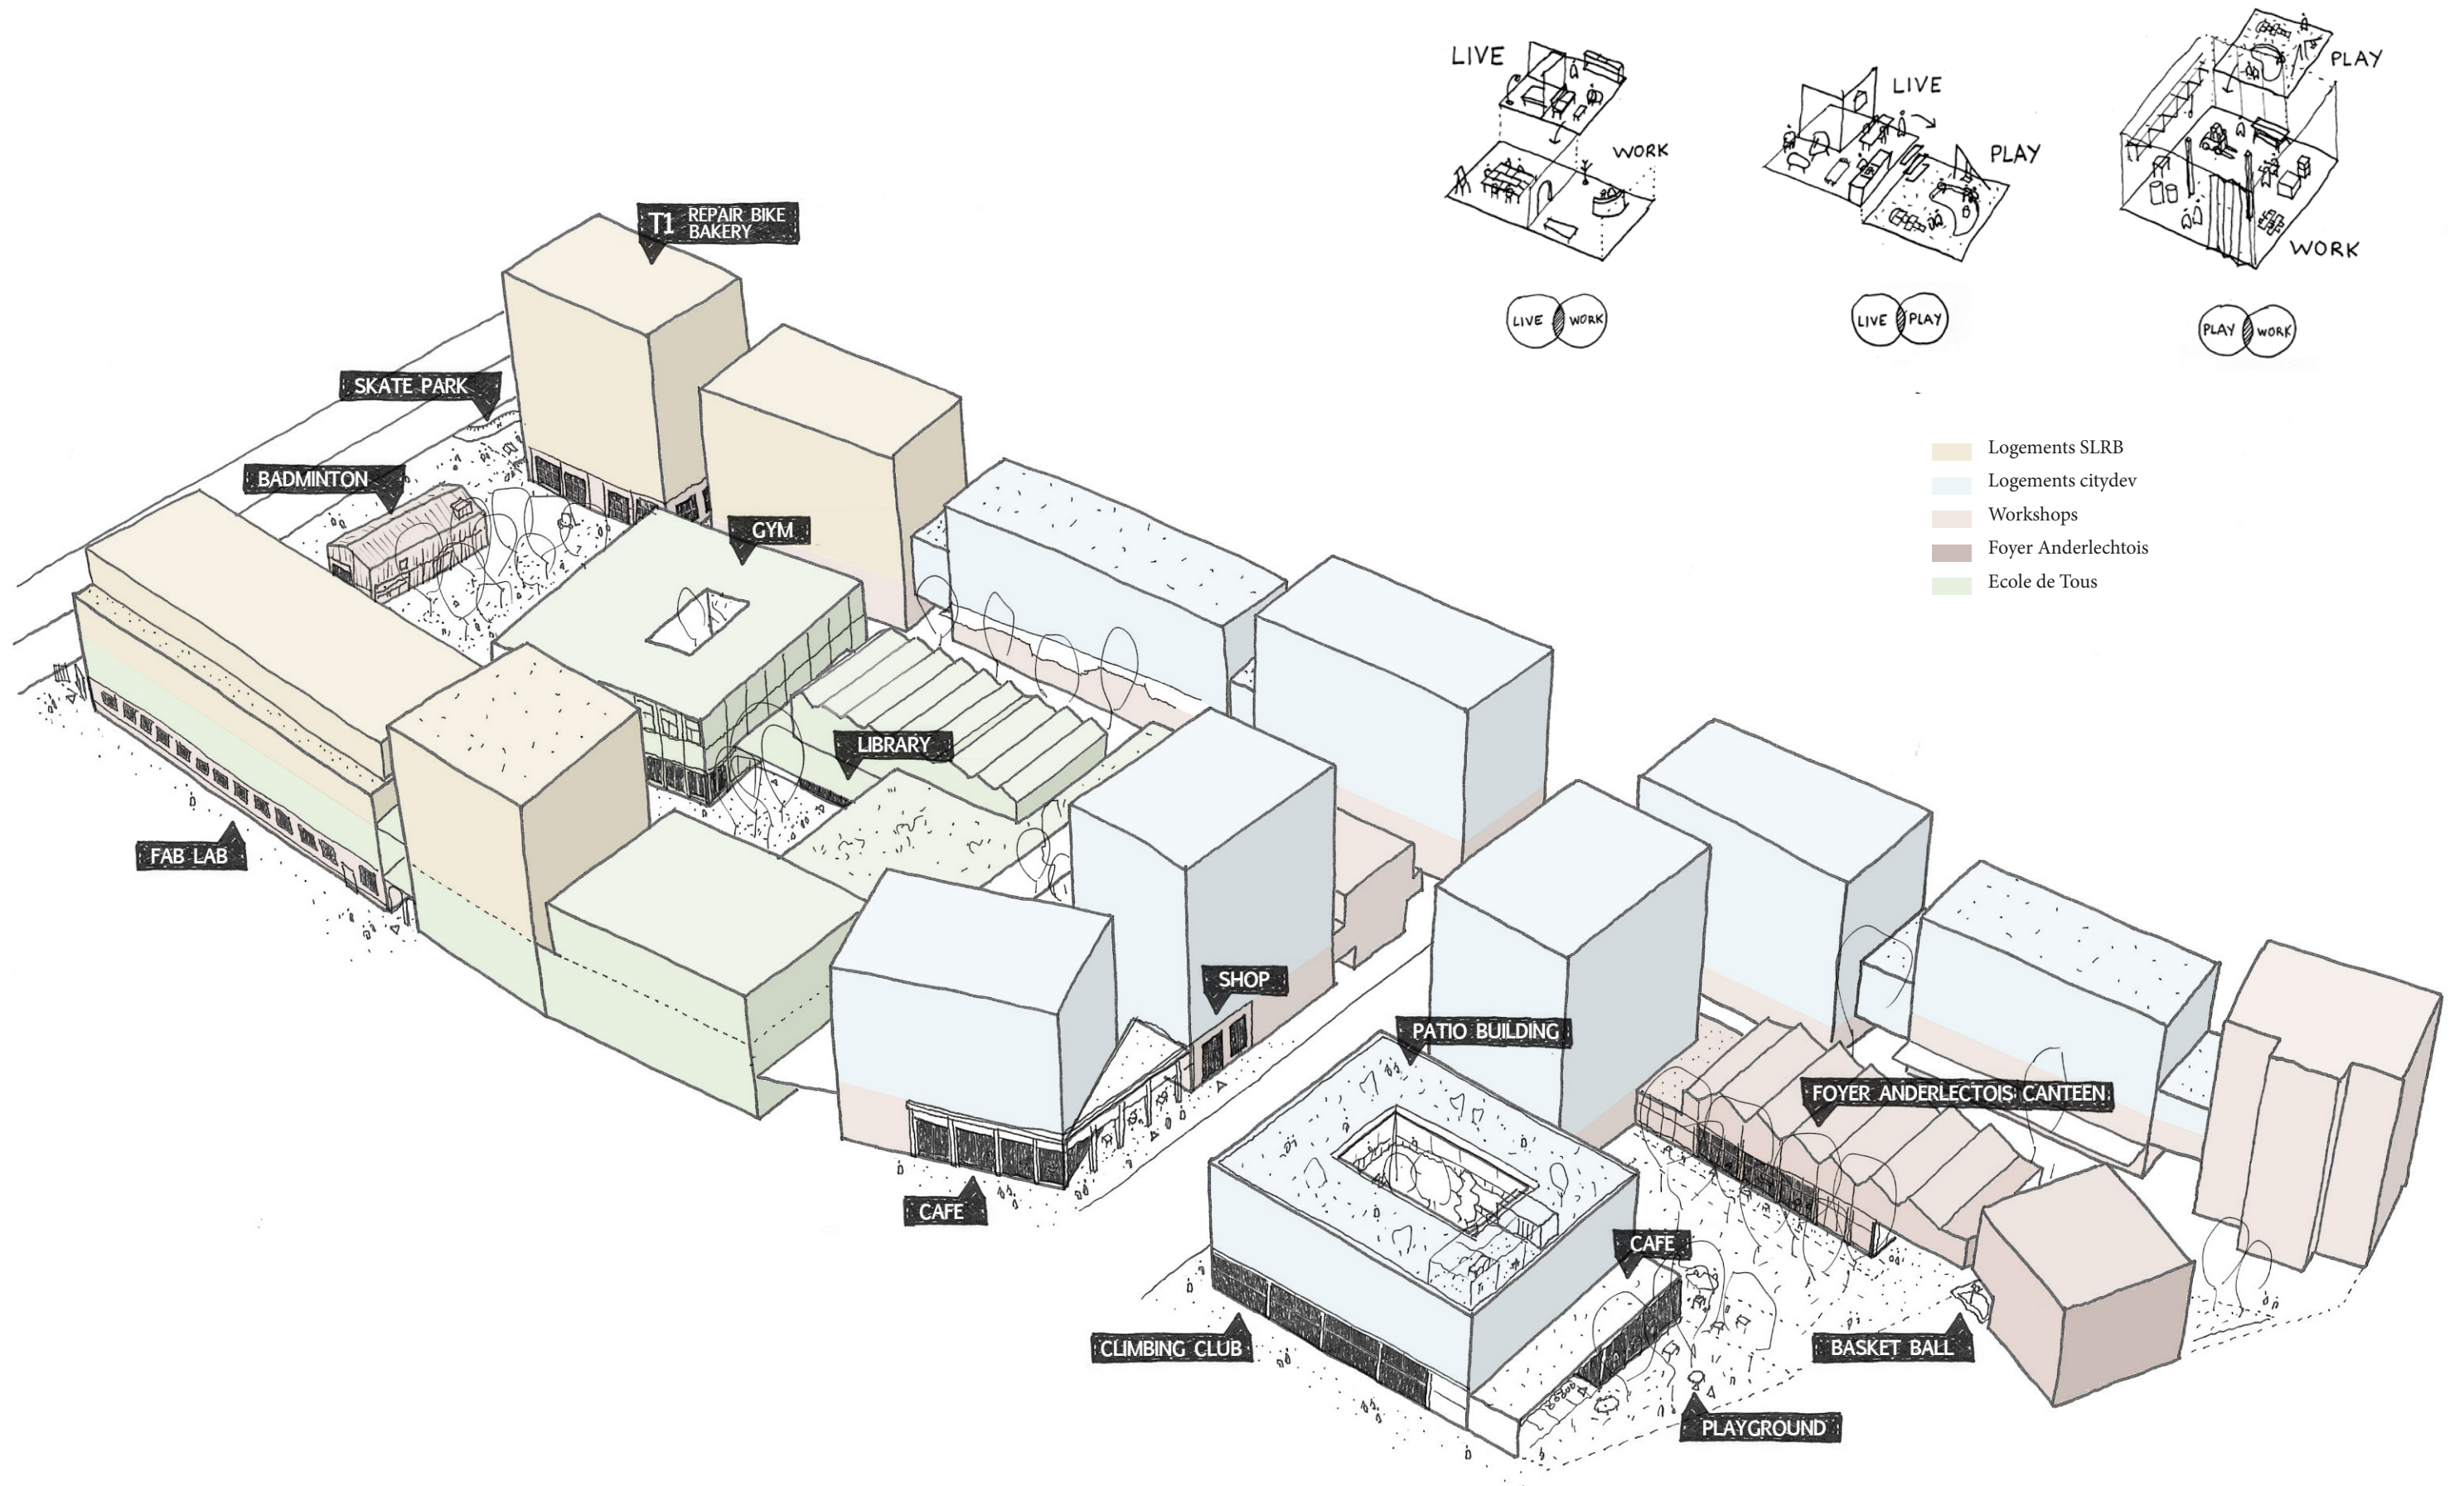 LIVE
WORK
LIVE
PLAY
PLAY
WORK
LIVE WORK
LIVE PLAY
PLAY WORK
Logements SLRB
Logements citydev
Workshops
Foyer Anderlechtois
Ecole de Tous
T1 REPAIR BIKE
BAKERY
SKATE PARK
BADMINTON
GYM
LIBRARY
FAB LAB
SHOP
PATIO BUILDING
FOYER ANDERLECTOIS CANTEEN
CAFE
CAFE
CLIMBING CLUB
BASKET BALL
PLAYGROUND